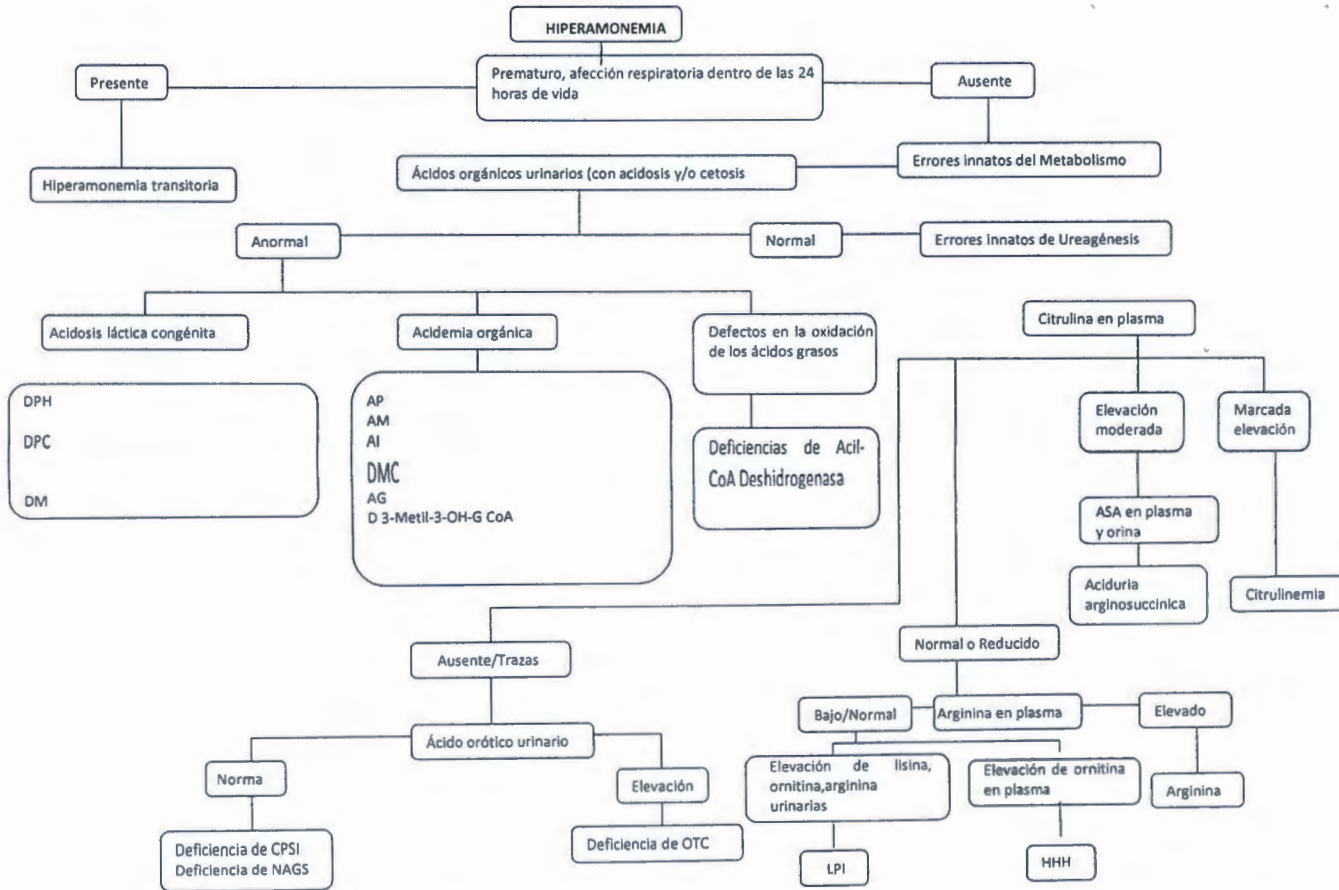 HIPERAMONEMIA
Prematuro, afección respiratoria dentro de las 24
horas de vida
Presente
Ausente
Hiperamonemia transitoria
Errores innatos del Metabolismo
Ácidos orgánicos urinarios (con acidosis y/o cetosis
Anormal
Normal
Errores innatos de Ureagénesis
Acidosis láctica congénita
Acidemia orgánica
Defectos en la oxidación
de los ácidos grasos
Citrulina en plasma
DPH
DPC
DM
AP
AM
AI
DMC
AG
D 3-Metil-3-OH-G CoA
Deficiencias de Acil-
CoA Deshidrogenasa
Elevación
moderada
Marcada
elevación
ASA en plasma
y orina
Aciduria
arginosuccinica
Citrulinemia
Ausente/Trazas
Normal o Reducido
Ácido orótico urinario
Bajo/Normal
Arginina en plasma
Elevado
Norma
Elevación
Elevación de lisina,
ornitina,arginina
urinarias
Elevación de ornitina
en plasma
Arginina
Deficiencia de CPSI
Deficiencia de NAGS
Deficiencia de OTC
LPI
HHH